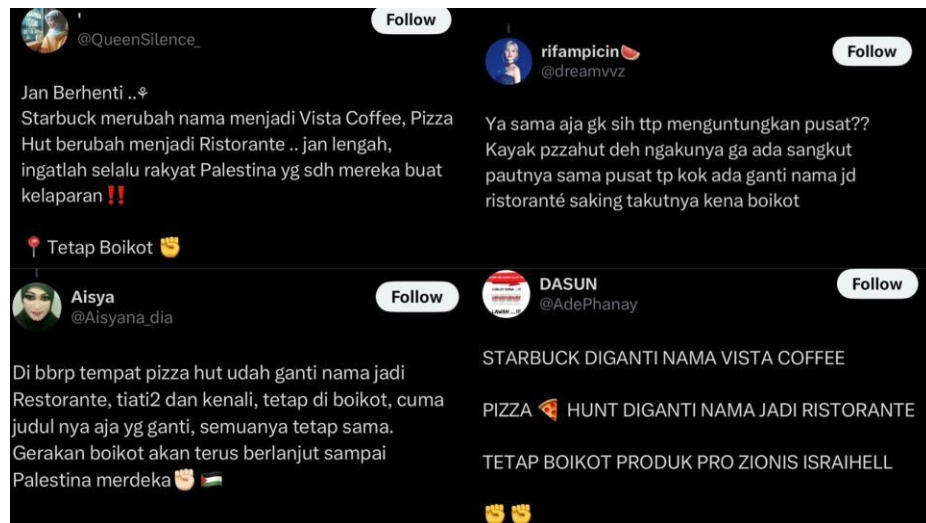 '
Follow
@QueenSilence_
Jan Berhenti ..⚘
Starbuck merubah nama menjadi Vista Coffee, Pizza
Hut berubah menjadi Ristorante .. jan lengah,
ingatlah selalu rakyat Palestina yg sdh mereka buat
kelaparan ‼️
📍 Tetap Boikot ✊
rifampicin🍉
Follow
@dreamvvz
Ya sama aja gk sih ttp menguntungkan pusat??
Kayak pzzahut deh ngakunya ga ada sangkut
pautnya sama pusat tp kok ada ganti nama jd
ristoranté saking takutnya kena boikot
Aisya
Follow
@Aisyana_dia
Di bbrp tempat pizza hut udah ganti nama jadi
Restorante, tiati2 dan kenali, tetap di boikot, cuma
judul nya aja yg ganti, semuanya tetap sama.
Gerakan boikot akan terus berlanjut sampai
Palestina merdeka✊🏻 🇵🇸
DASUN
Follow
@AdePhanay
STARBUCK DIGANTI NAMA VISTA COFFEE
PIZZA 🍕 HUNT DIGANTI NAMA JADI RISTORANTE
TETAP BOIKOT PRODUK PRO ZIONIS ISRAIHELL
✊ ✊